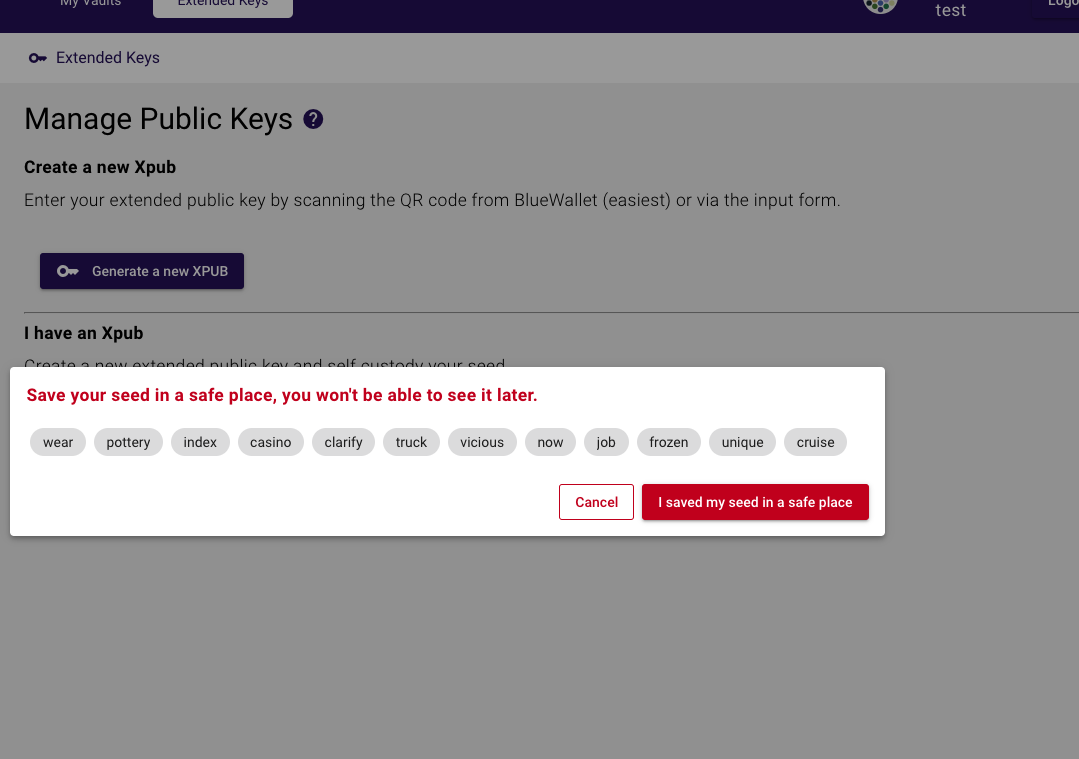 My Vaults Extended Keys test Logo
Extended Keys
Manage Public Keys ?
Create a new Xpub
Enter your extended public key by scanning the QR code from BlueWallet (easiest) or via the input form.
Generate a new XPUB
I have an Xpub
Create a new extended public key and self custody your seed
Save your seed in a safe place, you won't be able to see it later.
wear pottery index casino clarify truck vicious now job frozen unique cruise
Cancel I saved my seed in a safe place